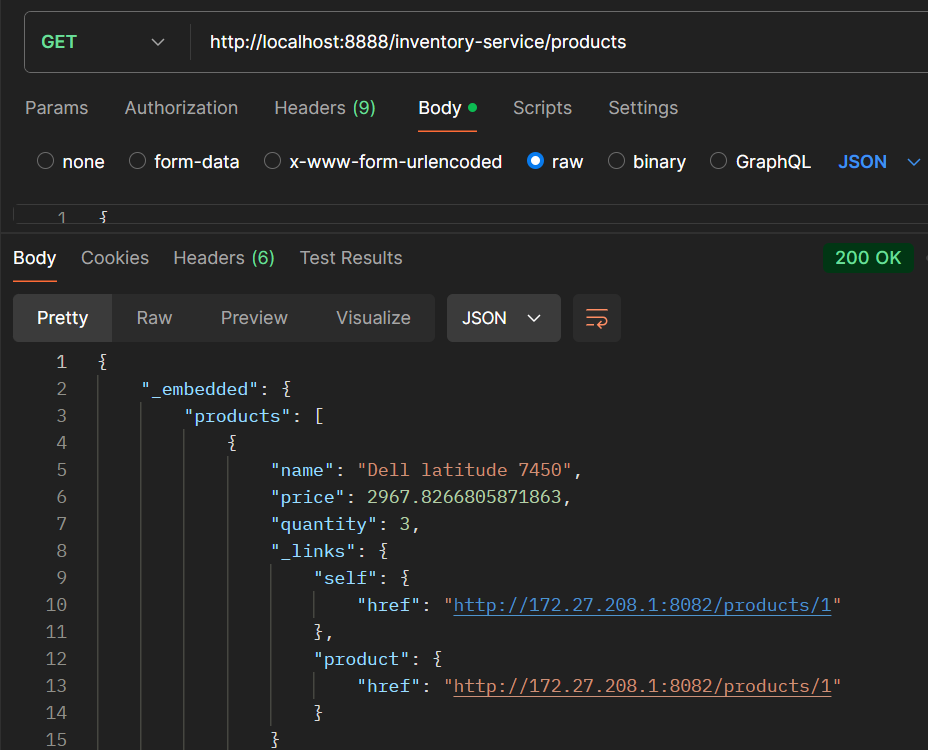 GET http://localhost:8888/inventory-service/products
Params Authorization Headers (9) Body Scripts Settings
none form-data x-www-form-urlencoded raw binary GraphQL JSON
1 {
Body Cookies Headers (6) Test Results 200 OK
Pretty Raw Preview Visualize JSON
1 {
2 "_embedded": {
3 "products": [
4 {
5 "name": "Dell latitude 7450",
6 "price": 2967.8266805871863,
7 "quantity": 3,
8 "_links": {
9 "self": {
10 "href": "http://172.27.208.1:8082/products/1"
11 },
12 "product": {
13 "href": "http://172.27.208.1:8082/products/1"
14 }
15 }